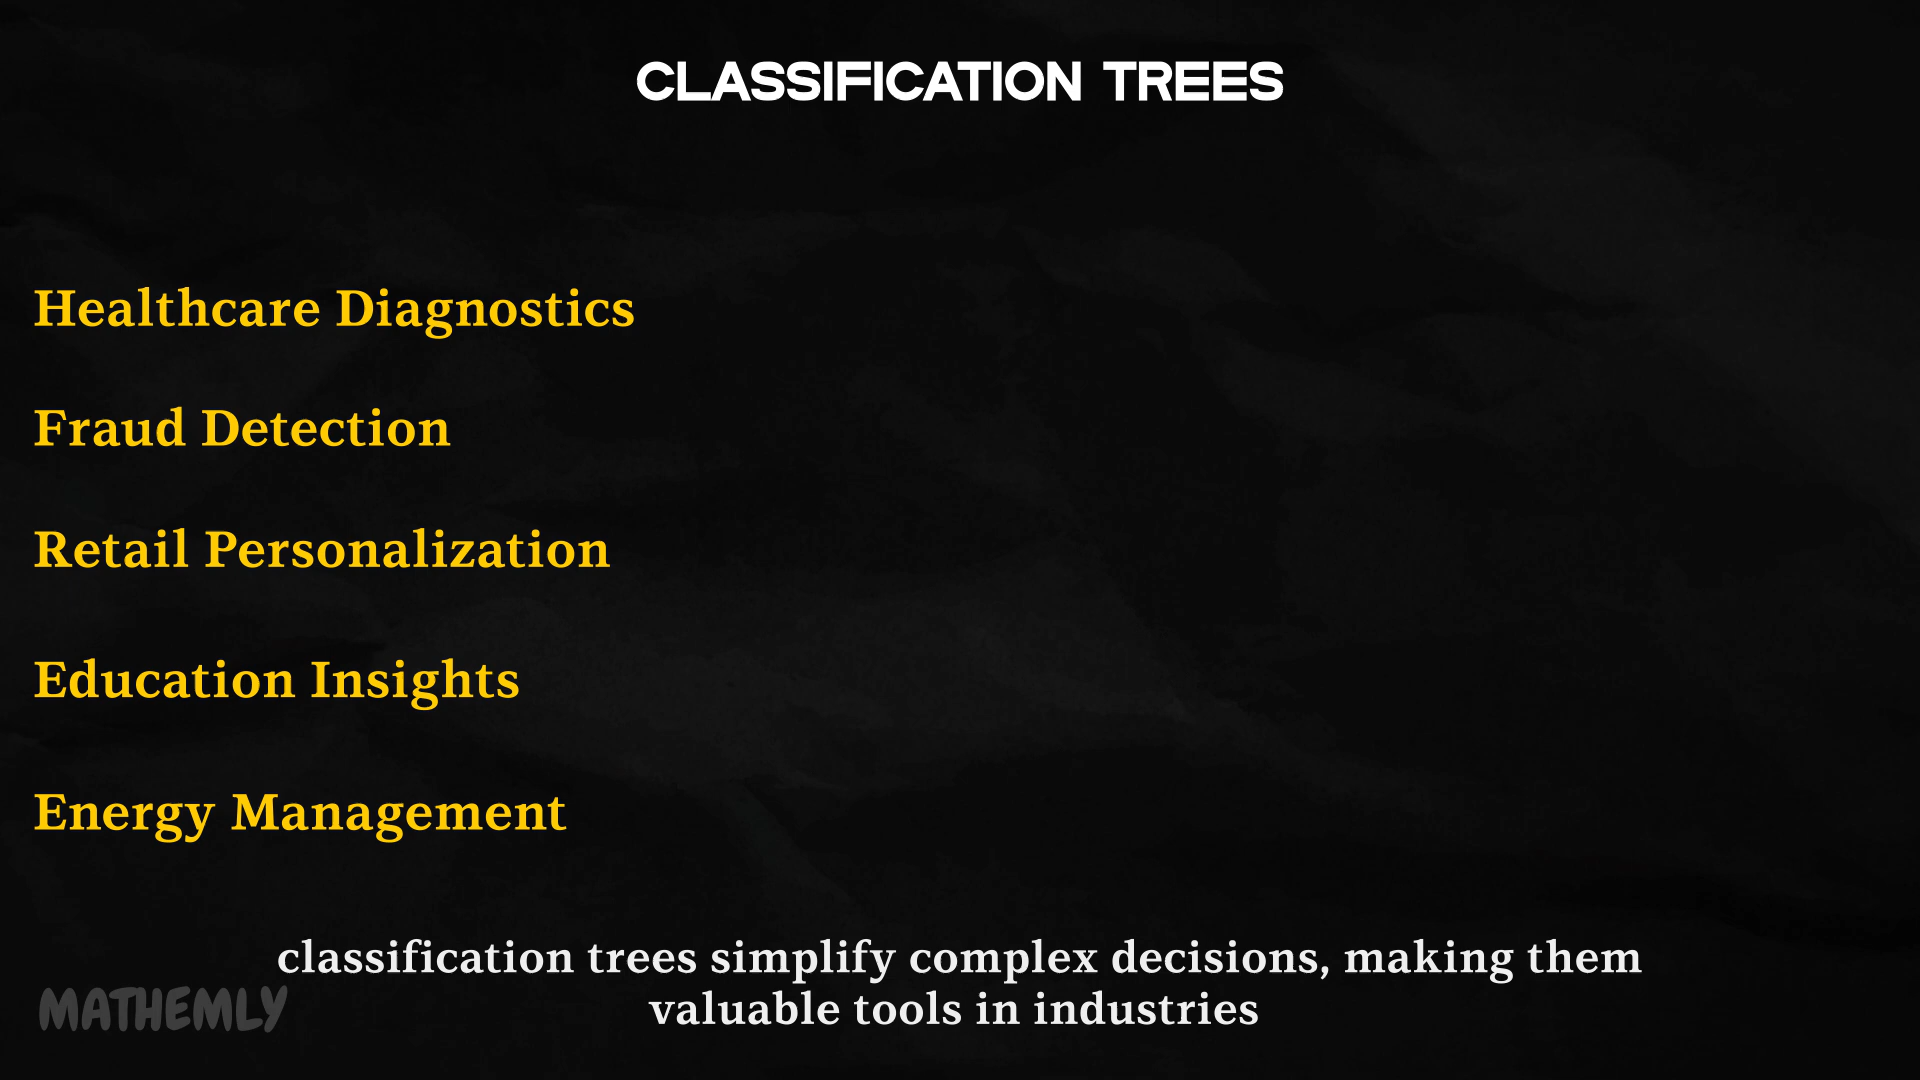 CLASSIFICATION TREES
Healthcare Diagnostics
Fraud Detection
Retail Personalization
Education Insights
Energy Management
classification trees simplify complex decisions, making them
valuable tools in industries
MATHEMLY